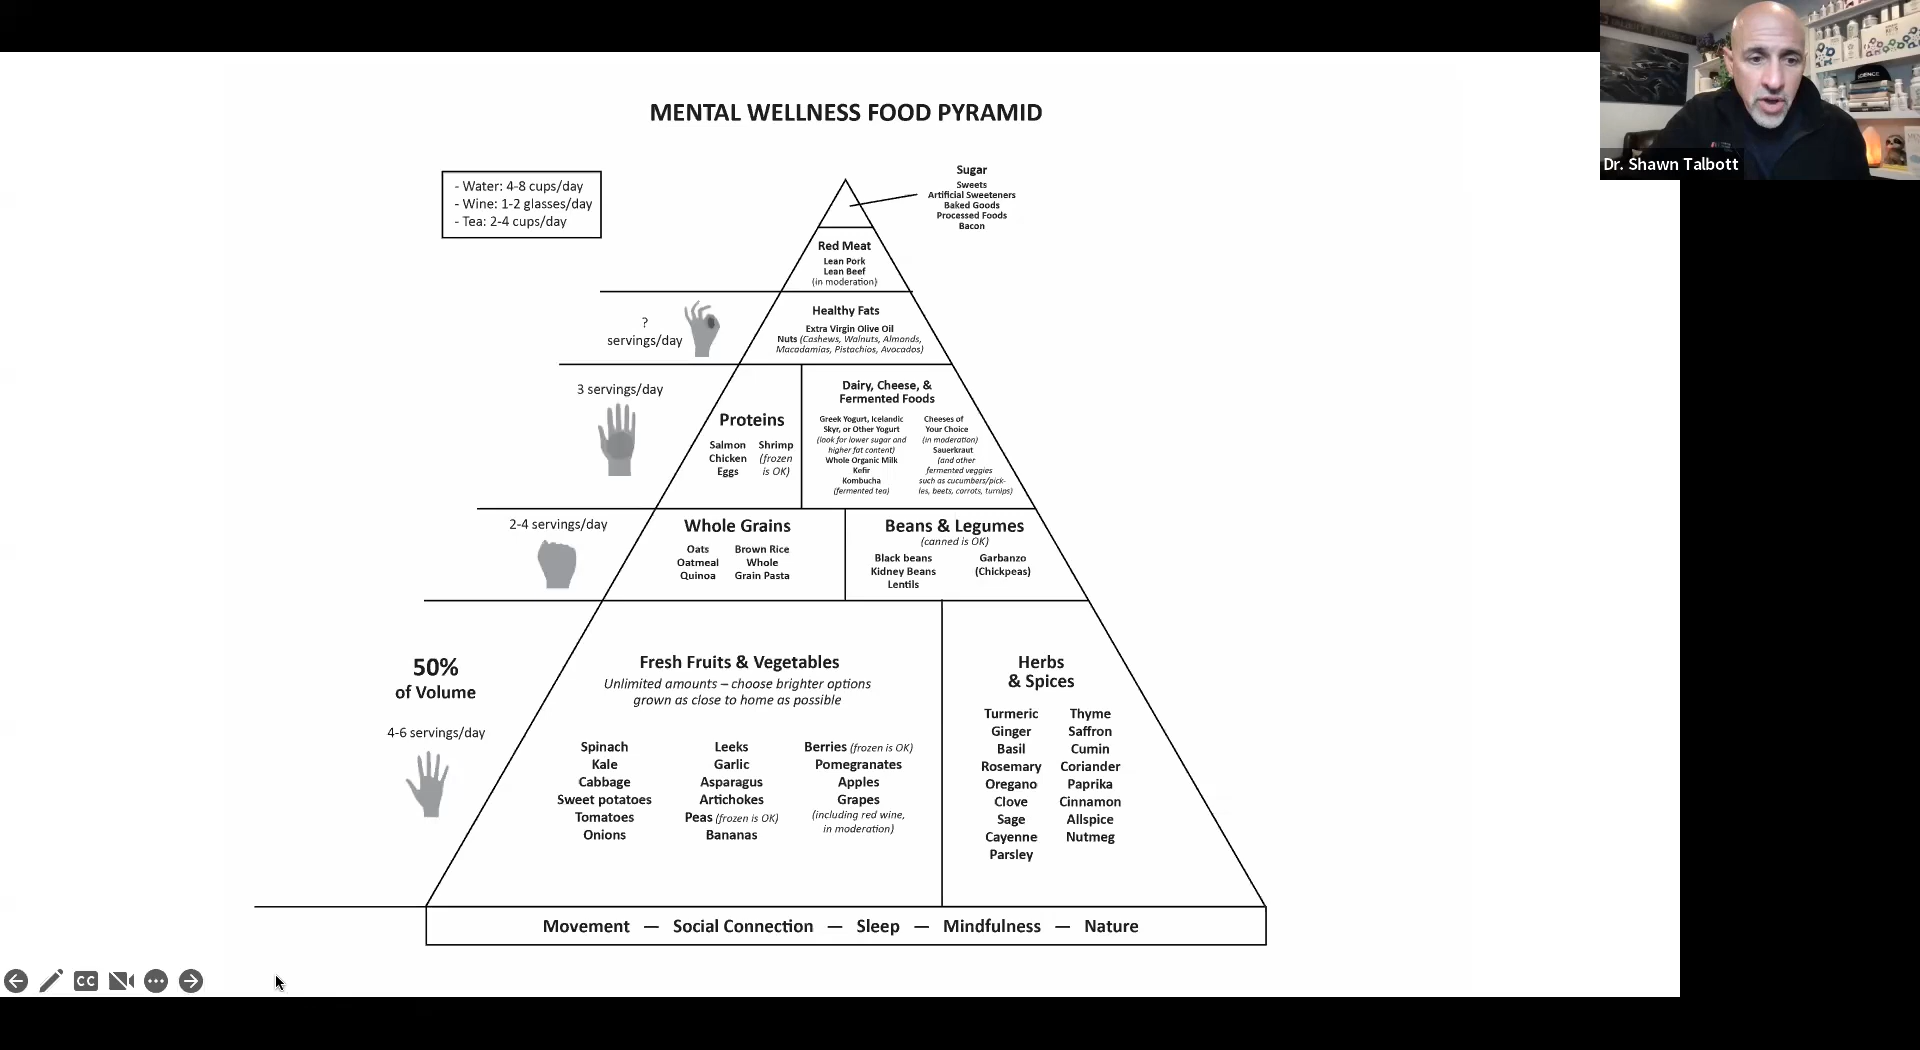 MENTAL WELLNESS FOOD PYRAMID
- Water: 4-8 cups/day
- Wine: 1-2 glasses/day
- Tea: 2-4 cups/day
Sugar
Sweets
Artificial Sweeteners
Baked Goods
Processed Foods
Bacon
Red Meat
Lean Pork
Lean Beef
(in moderation)
?
servings/day
Healthy Fats
Extra Virgin Olive Oil
Nuts (Cashews, Walnuts, Almands,
Macadamias, Pistachios, Avocados)
3 servings/day
Proteins
Salmon
Chicken
Eggs
Shrimp
(frozen
is OK)
Dairy, Cheese, &
Fermented Foods
Greek Yogurt, Icelandic
Skyr, or Other Yogurt
(look for lower sugar and
higher fat content)
Whole Organic Milk
Kefir
Kombucha
(fermented tea)
Cheeses of
Your Choice
(in moderation)
Sauerkraut
(and other
fermented veggies
such as cucumbers/pick-
les, beets, carrots, turnips)
2-4 servings/day
Whole Grains
Oats
Oatmeal
Quinoa
Brown Rice
Whole
Grain Pasta
Beans & Legumes
(canned is OK)
Black beans
Kidney Beans
Lentils
Garbanzo
(Chickpeas)
50%
of Volume
4-6 servings/day
Fresh Fruits & Vegetables
Unlimited amounts – choose brighter options
grown as close to home as possible
Spinach
Kale
Cabbage
Sweet potatoes
Tomatoes
Onions
Leeks
Garlic
Asparagus
Artichokes
Peas (frozen is OK)
Bananas
Berries (frozen is OK)
Pomegranates
Apples
Grapes
(including red wine,
in moderation)
Herbs
& Spices
Turmeric
Ginger
Basil
Rosemary
Oregano
Clove
Sage
Cayenne
Parsley
Thyme
Saffron
Cumin
Coriander
Paprika
Cinnamon
Allspice
Nutmeg
Movement — Social Connection — Sleep — Mindfulness — Nature
CC
Dr. Shawn Talbott